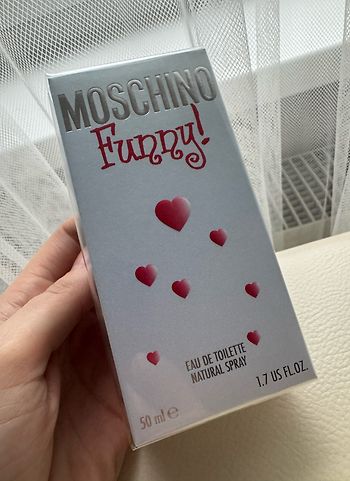 MOSCHINO
Funny!
EAU DE TOILETTE
NATURAL SPRAY
50 ml e 1.7 US FL.OZ.